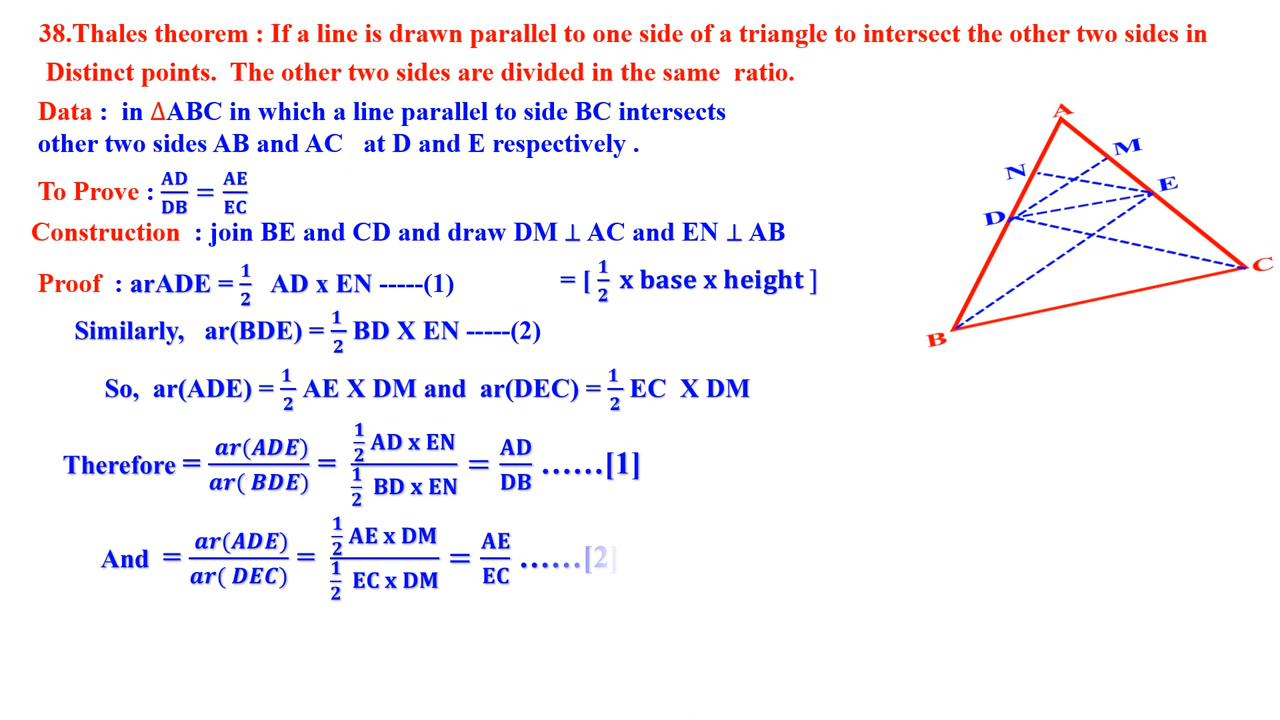 38.Thales theorem : If a line is drawn parallel to one side of a triangle to intersect the other two sides in
Distinct points. The other two sides are divided in the same ratio.
Data : in ΔABC in which a line parallel to side BC intersects
other two sides AB and AC at D and E respectively .
To Prove : AD/DB = AE/EC
Construction : join BE and CD and draw DM ⊥ AC and EN ⊥ AB
Proof : arADE = 1/2 AD x EN -----(1) = [ 1/2 x base x height ]
Similarly, ar(BDE) = 1/2 BD X EN -----(2)
So, ar(ADE) = 1/2 AE X DM and ar(DEC) = 1/2 EC X DM
Therefore = ar(ADE)/ar( BDE) = 1/2 AD x EN / 1/2 BD x EN = AD/DB ......[1]
And = ar(ADE)/ar( DEC) = 1/2 AE x DM / 1/2 EC x DM = AE/EC ......[2]
A
M
N
E
D
C
B